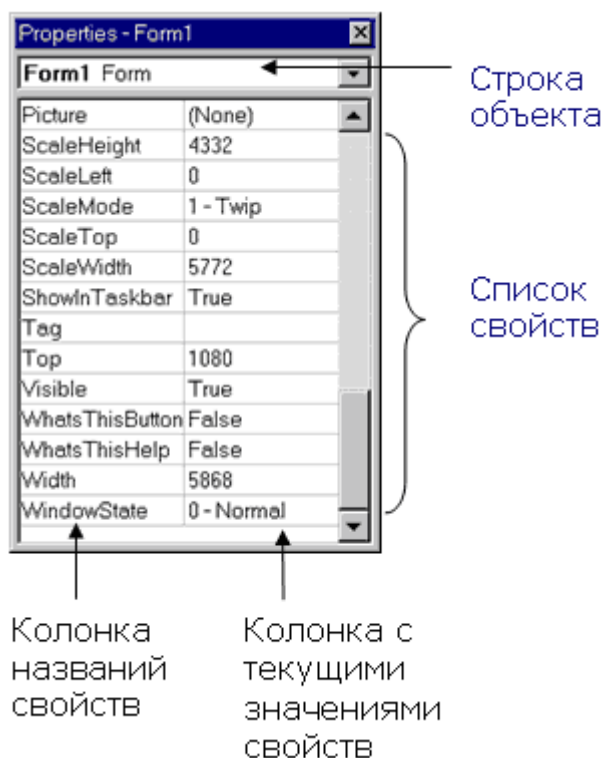 Properties - Form1
Form1 Form
Строка
объекта
Picture (None)
ScaleHeight 4332
ScaleLeft 0
ScaleMode 1 - Twip
ScaleTop 0
ScaleWidth 5772
ShowInTaskbar True
Tag
Top 1080
Visible True
WhatsThisButton False
WhatsThisHelp False
Width 5868
WindowState 0 - Normal
Список
свойств
Колонка
названий
свойств
Колонка с
текущими
значениями
свойств